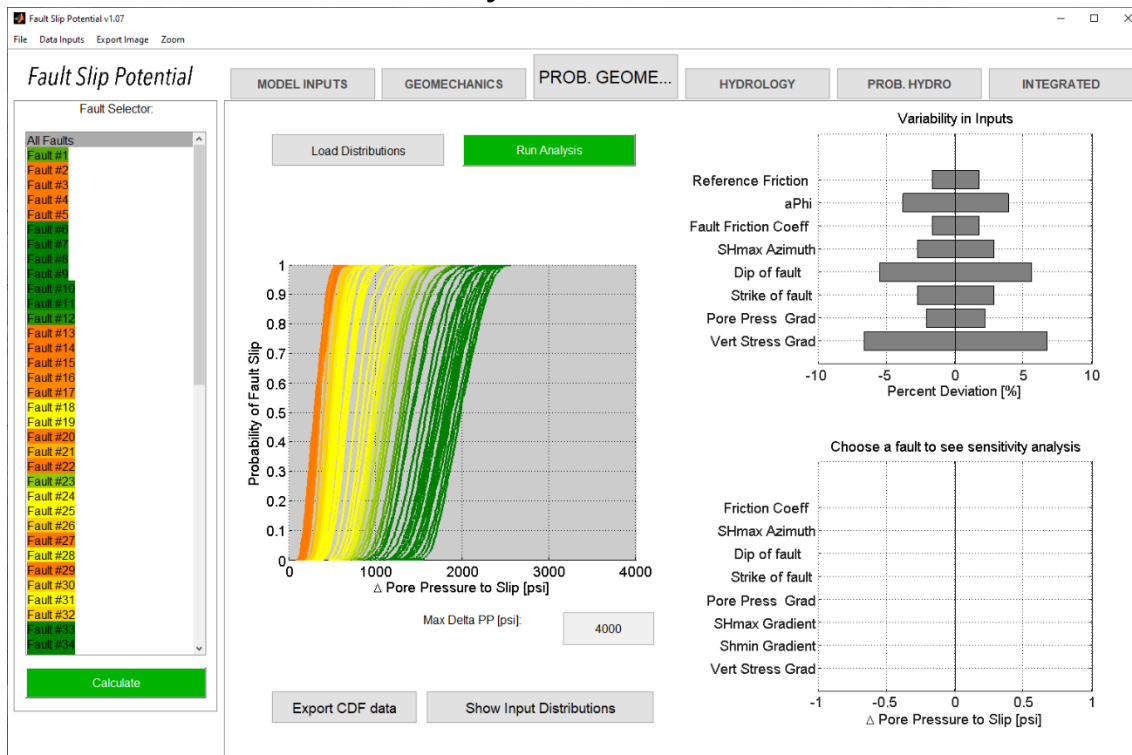 Fault Slip Potential v1.07
File Data Inputs Export Image Zoom
Fault Slip Potential
MODEL INPUTS
GEOMECHANICS
PROB. GEOME...
HYDROLOGY
PROB. HYDRO
INTEGRATED
Fault Selector:
All Faults
Fault #1
Fault #2
Fault #3
Fault #4
Fault #5
Fault #6
Fault #7
Fault #8
Fault #9
Fault #10
Fault #11
Fault #12
Fault #13
Fault #14
Fault #15
Fault #16
Fault #17
Fault #18
Fault #19
Fault #20
Fault #21
Fault #22
Fault #23
Fault #24
Fault #25
Fault #26
Fault #27
Fault #28
Fault #29
Fault #30
Fault #31
Fault #32
Fault #33
Fault #34
Calculate
Load Distributions
Run Analysis
Probability of Fault Slip
1
0.9
0.8
0.7
0.6
0.5
0.4
0.3
0.2
0.1
0
0 1000 2000 3000 4000
Δ Pore Pressure to Slip [psi]
Max Delta PP [psi]:
4000
Export CDF data
Show Input Distributions
Variability in Inputs
Reference Friction
aPhi
Fault Friction Coeff
SHmax Azimuth
Dip of fault
Strike of fault
Pore Press Grad
Vert Stress Grad
-10 -5 0 5 10
Percent Deviation [%]
Choose a fault to see sensitivity analysis
Friction Coeff
SHmax Azimuth
Dip of fault
Strike of fault
Pore Press Grad
SHmax Gradient
Shmin Gradient
Vert Stress Grad
-1 -0.5 0 0.5 1
Δ Pore Pressure to Slip [psi]